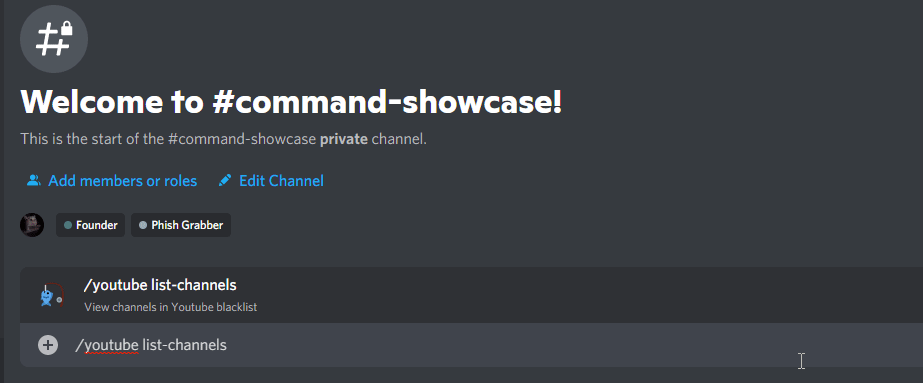 Welcome to #command-showcase!
This is the start of the #command-showcase private channel.
Add members or roles Edit Channel
Founder Phish Grabber
/youtube list-channels
View channels in Youtube blacklist
/youtube list-channels